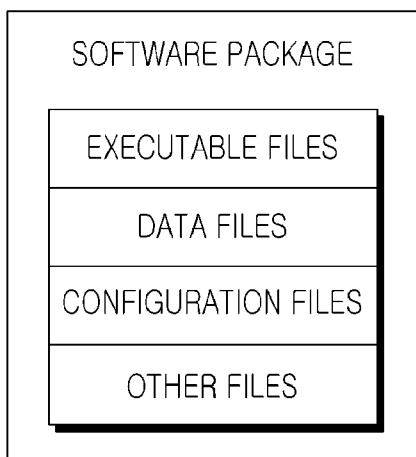 SOFTWARE PACKAGE
EXECUTABLE FILES
DATA FILES
CONFIGURATION FILES
OTHER FILES